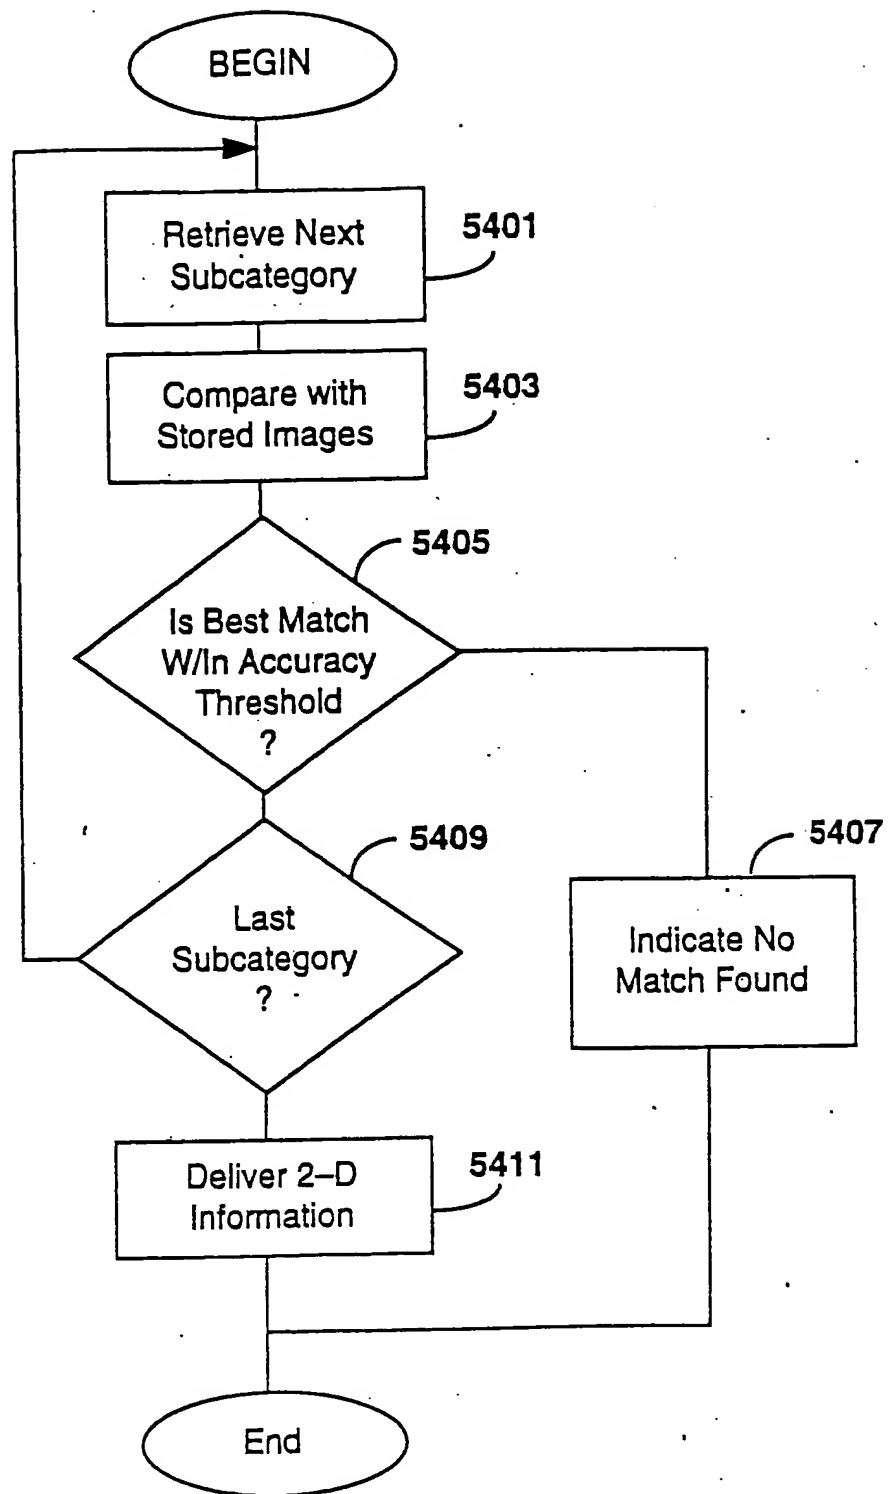 BEGIN
Retrieve Next
Subcategory
5401
Compare with
Stored Images
5403
Is Best Match
W/In Accuracy
Threshold
?
5405
Last
Subcategory
?
5409
Indicate No
Match Found
5407
Deliver 2–D
Information
5411
End